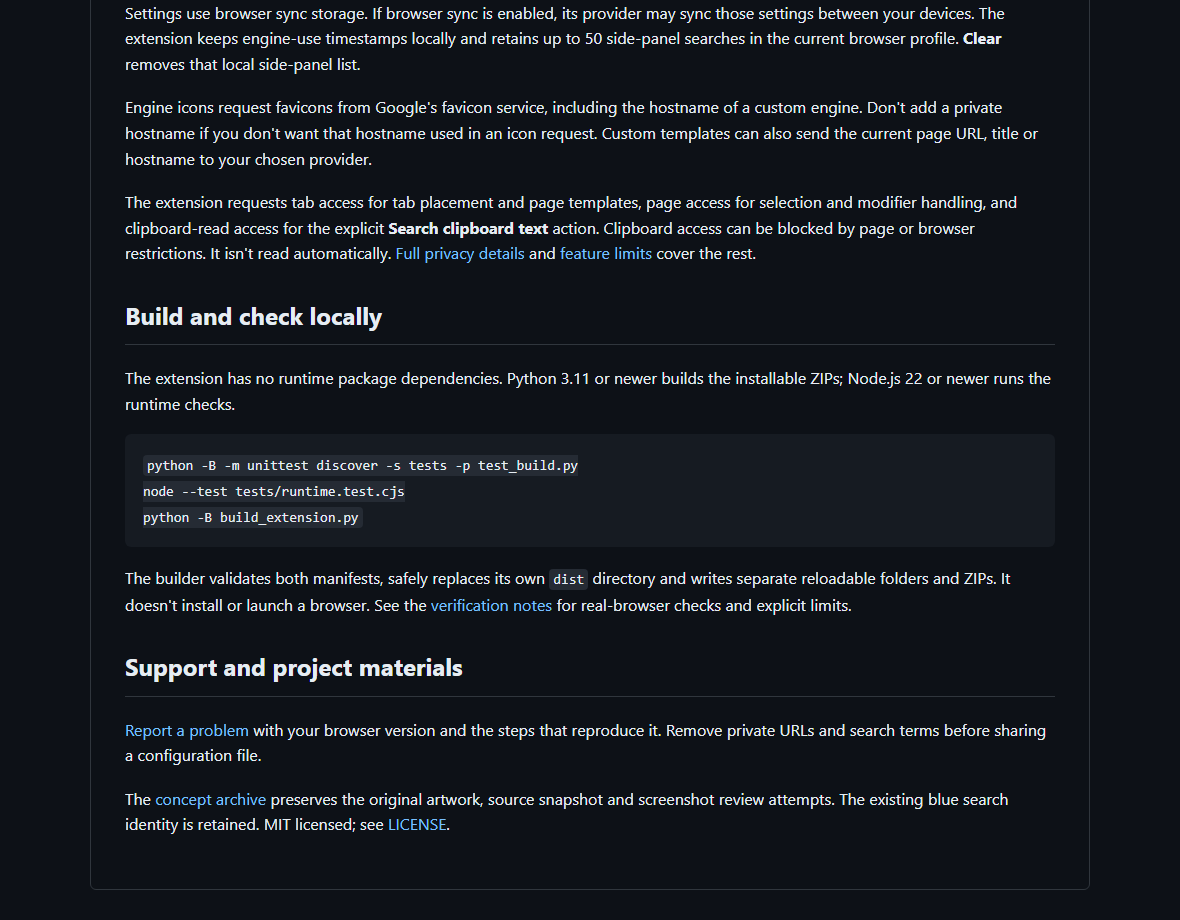 Settings use browser sync storage. If browser sync is enabled, its provider may sync those settings between your devices. The
extension keeps engine-use timestamps locally and retains up to 50 side-panel searches in the current browser profile. Clear
removes that local side-panel list.
Engine icons request favicons from Google's favicon service, including the hostname of a custom engine. Don't add a private
hostname if you don't want that hostname used in an icon request. Custom templates can also send the current page URL, title or
hostname to your chosen provider.
The extension requests tab access for tab placement and page templates, page access for selection and modifier handling, and
clipboard-read access for the explicit Search clipboard text action. Clipboard access can be blocked by page or browser
restrictions. It isn't read automatically. Full privacy details and feature limits cover the rest.
Build and check locally
The extension has no runtime package dependencies. Python 3.11 or newer builds the installable ZIPs; Node.js 22 or newer runs the
runtime checks.
python -B -m unittest discover -s tests -p test_build.py
node --test tests/runtime.test.cjs
python -B build_extension.py
The builder validates both manifests, safely replaces its own dist directory and writes separate reloadable folders and ZIPs. It
doesn't install or launch a browser. See the verification notes for real-browser checks and explicit limits.
Support and project materials
Report a problem with your browser version and the steps that reproduce it. Remove private URLs and search terms before sharing
a configuration file.
The concept archive preserves the original artwork, source snapshot and screenshot review attempts. The existing blue search
identity is retained. MIT licensed; see LICENSE.